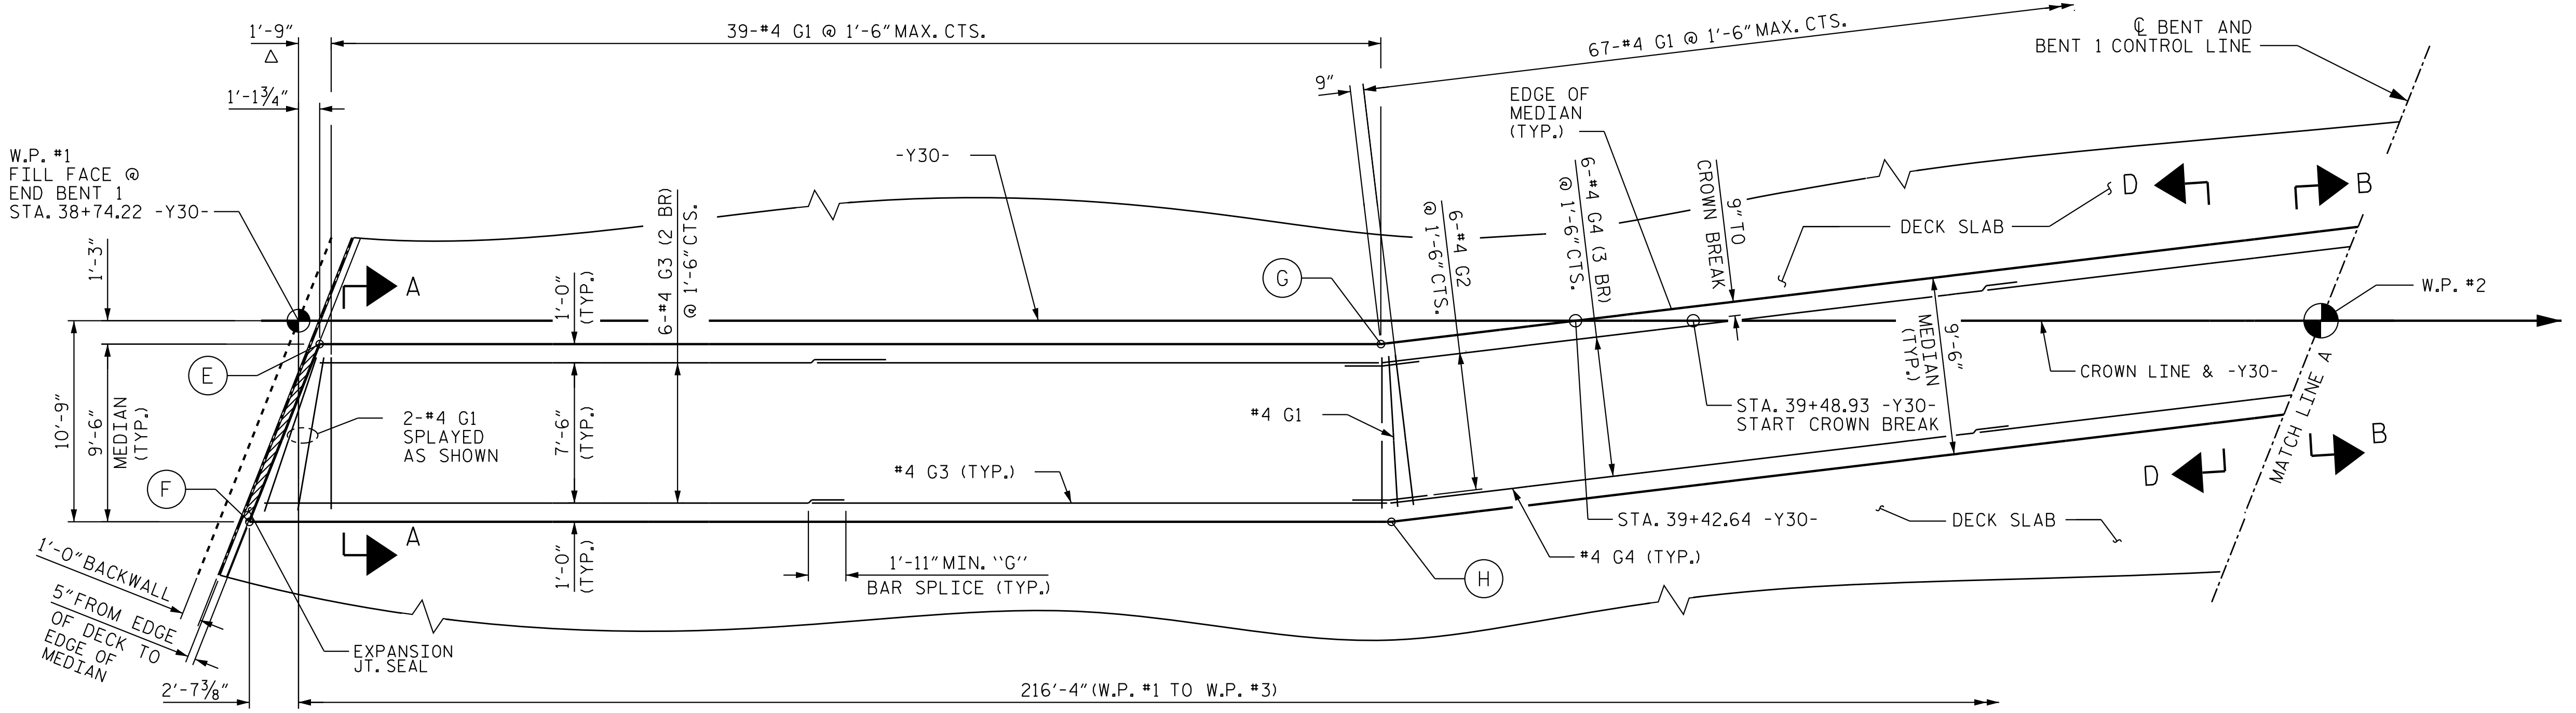 1'-9"
△
39-#4 G1 @ 1'-6" MAX. CTS.
67-#4 G1 @ 1'-6" MAX. CTS.
℄ BENT AND
BENT 1 CONTROL LINE
1'-1¾"
9"
EDGE OF
MEDIAN
(TYP.)
W.P. #1
FILL FACE @
END BENT 1
STA. 38+74.22 -Y30-
-Y30-
6-#4 G3 (2 BR)
@ 1'-6" CTS.
6-#4 G2
@ 1'-6" CTS.
6-#4 G4 (3 BR)
@ 1'-6" CTS.
9" TO
CROWN BREAK
D
B
DECK SLAB
1'-3"
A
1'-0"
(TYP.)
G
W.P. #2
E
10'-9"
9'-6"
MEDIAN
(TYP.)
2-#4 G1
SPLAYED
AS SHOWN
7'-6"
(TYP.)
#4 G1
9'-6"
MEDIAN
(TYP.)
CROWN LINE & -Y30-
STA. 39+48.93 -Y30-
START CROWN BREAK
MATCH LINE A
B
D
F
#4 G3 (TYP.)
STA. 39+42.64 -Y30-
DECK SLAB
A
1'-0"
(TYP.)
1'-11" MIN. "G"
BAR SPLICE (TYP.)
#4 G4 (TYP.)
H
1'-0" BACKWALL
5" FROM EDGE
OF DECK TO
EDGE OF
MEDIAN
EXPANSION
JT. SEAL
2'-7⅜"
216'-4" (W.P. #1 TO W.P. #3)